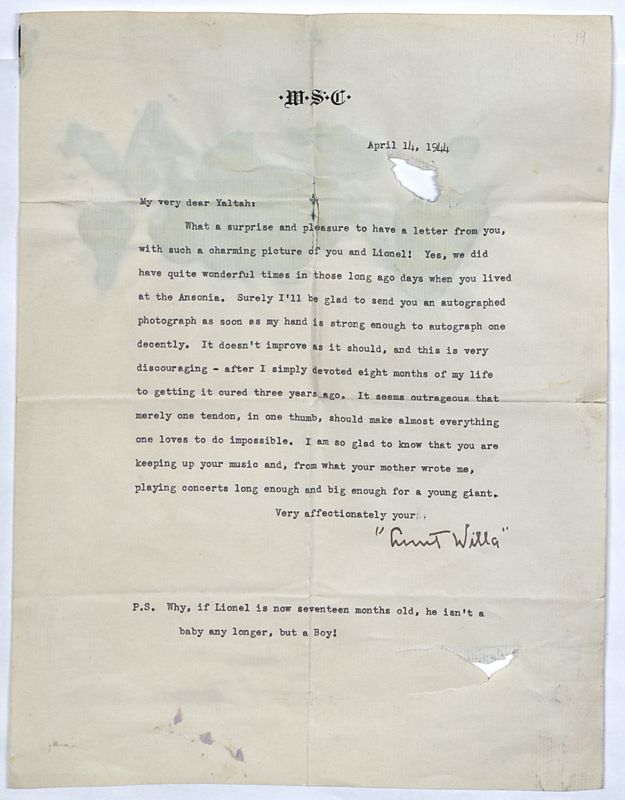 19
·W·S·C·
April 14, 1944
My very dear Yaltah:
What a surprise and pleasure to have a letter from you,
with such a charming picture of you and Lionel! Yes, we did
have quite wonderful times in those long ago days when you lived
at the Ansonia. Surely I'll be glad to send you an autographed
photograph as soon as my hand is strong enough to autograph one
decently. It doesn't improve as it should, and this is very
discouraging - after I simply devoted eight months of my life
to getting it cured three years ago. It seems outrageous that
merely one tendon, in one thumb, should make almost everything
one loves to do impossible. I am so glad to know that you are
keeping up your music and, from what your mother wrote me,
playing concerts long enough and big enough for a young giant.
Very affectionately your
"Aunt Willa"
P.S. Why, if Lionel is now seventeen months old, he isn't a
baby any longer, but a Boy!